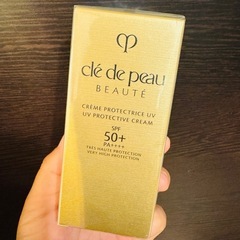 clé de peau
BEAUTÉ
CRÈME PROTECTRICE UV
UV PROTECTIVE CREAM
SPF
50+
PA++++
TRÈS HAUTE PROTECTION
VERY HIGH PROTECTION